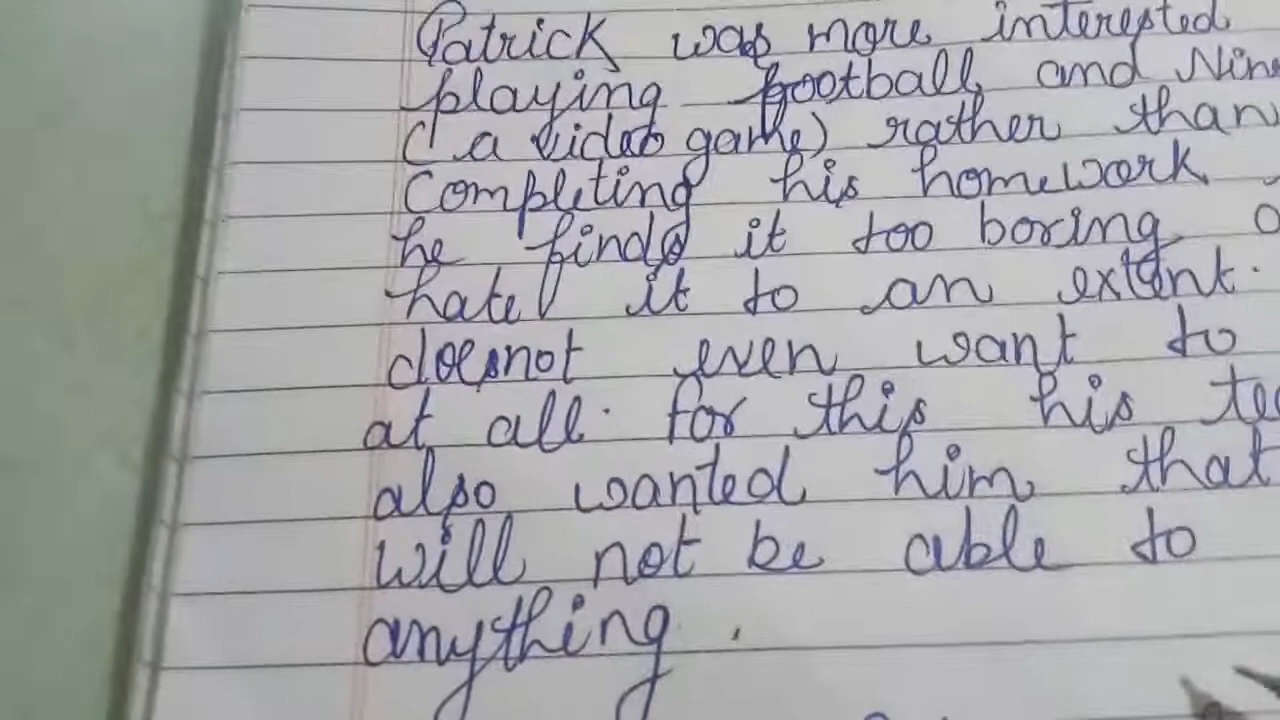 Patrick was more interested
playing football and Nin
( a video game) rather than
Completing his homework
he finds it too boring
hate it to an extent.
doesnot even want to
at all. for this his tea
also wanted him that
will not be able to
anything.